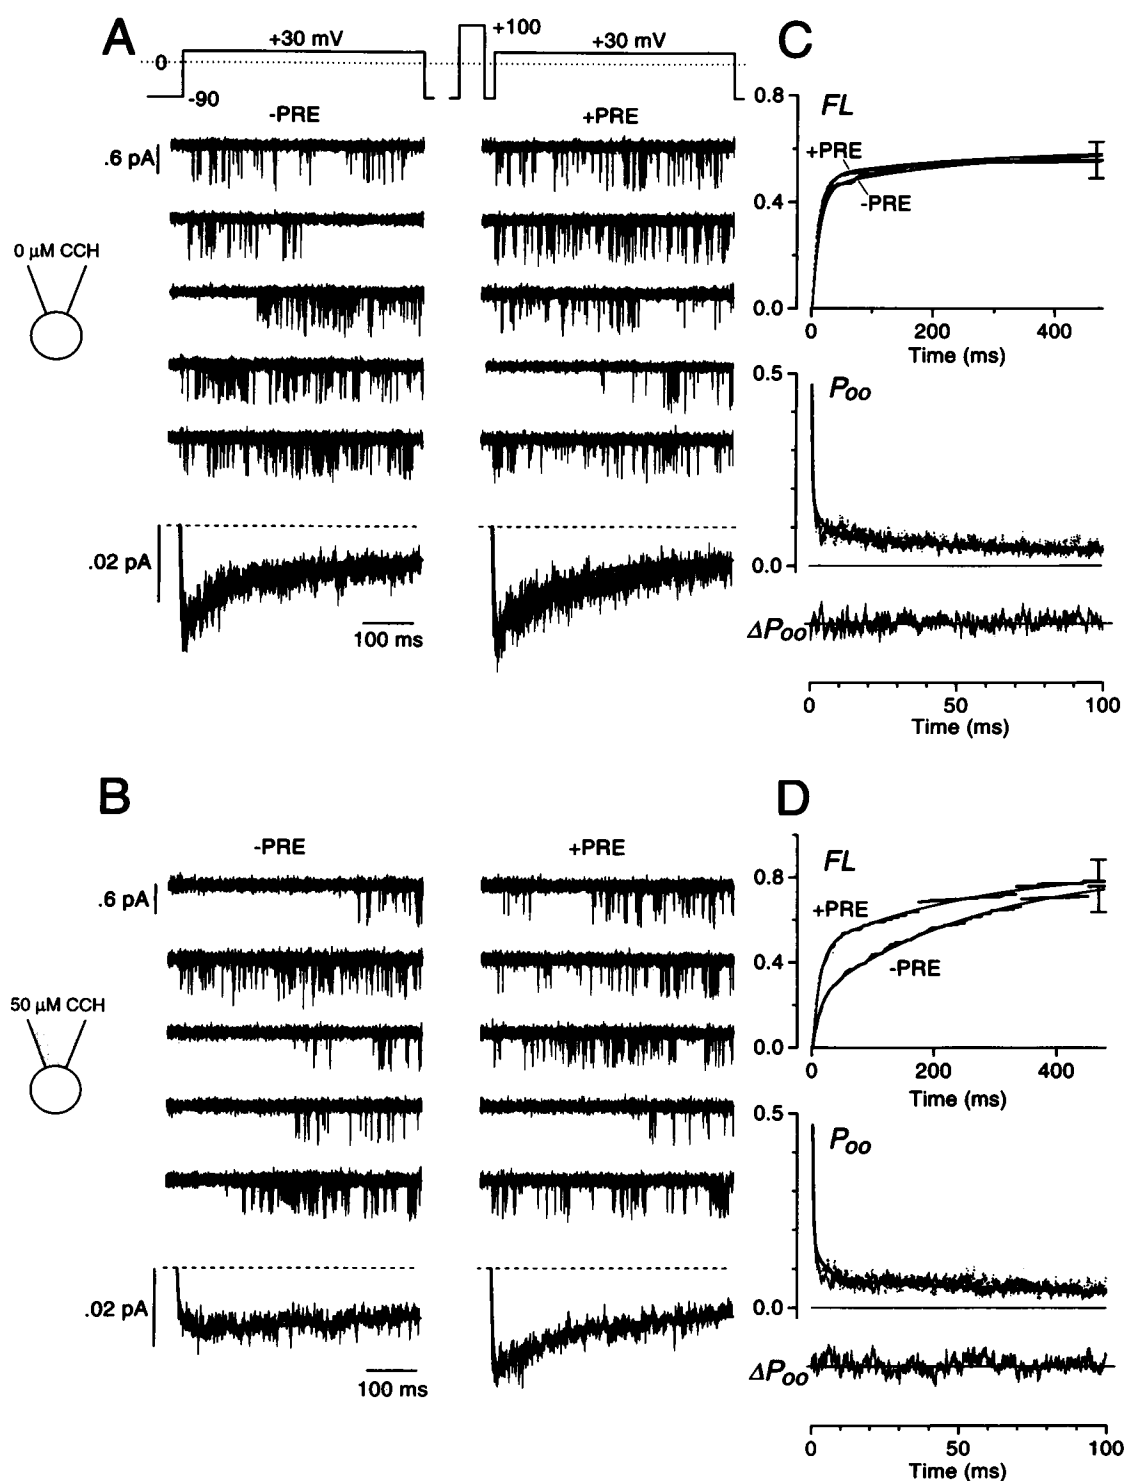 A
+30 mV
+100
+30 mV
0
-90
-PRE
+PRE
.6 pA
0 μM CCH
.02 pA
100 ms
C
0.8
FL
+PRE
0.4
-PRE
0.0
0
200
400
Time (ms)
0.5
Poo
0.0
ΔPoo
0
50
100
Time (ms)
B
-PRE
+PRE
.6 pA
50 μM CCH
.02 pA
100 ms
D
FL
0.8
+PRE
0.4
-PRE
0.0
0
200
400
Time (ms)
0.5
Poo
0.0
ΔPoo
0
50
100
Time (ms)